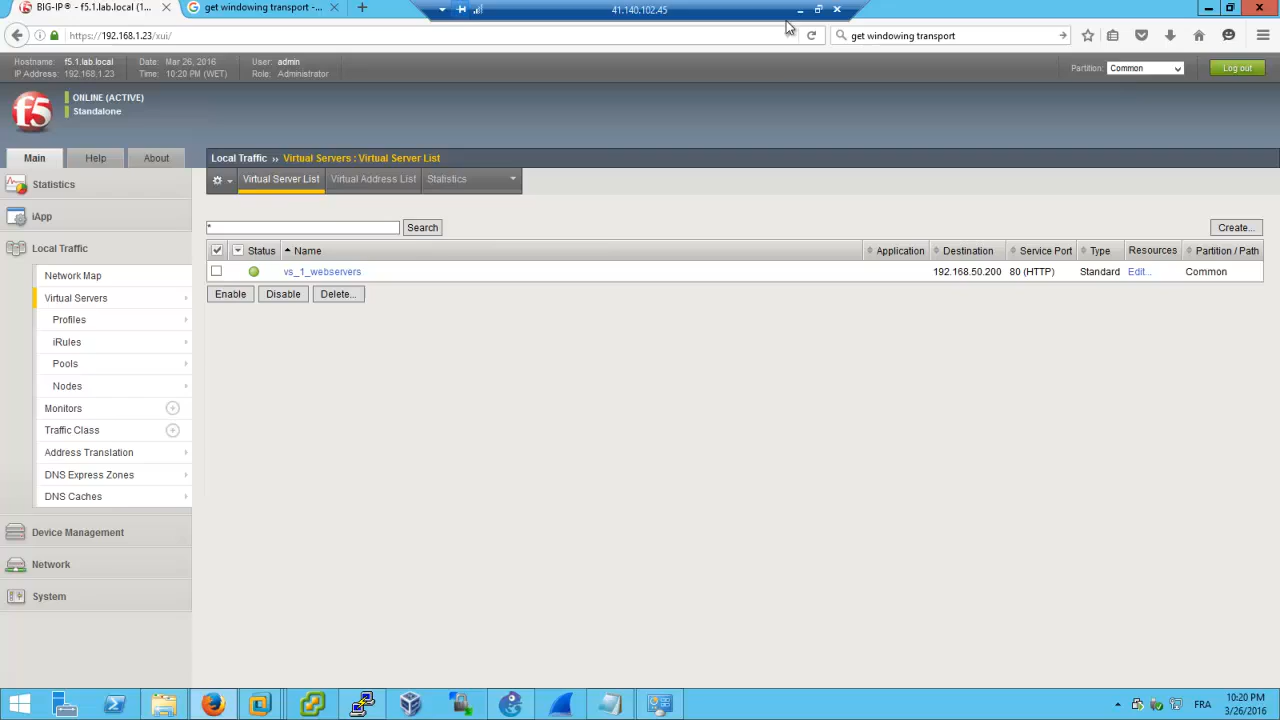 BIG-IP® - f5.1.lab.local (1...
get windowing transport -...
41.140.102.45
https://192.168.1.23/xui/
get windowing transport
Hostname: f5.1.lab.local
IP Address: 192.168.1.23
Date: Mar 26, 2016
Time: 10:20 PM (WET)
User: admin
Role: Administrator
Partition: Common
Log out
f5
ONLINE (ACTIVE)
Standalone
Main
Help
About
Local Traffic ›› Virtual Servers : Virtual Server List
Virtual Server List
Virtual Address List
Statistics
Statistics
iApp
Local Traffic
Network Map
Virtual Servers
Profiles
iRules
Pools
Nodes
Monitors
Traffic Class
Address Translation
DNS Express Zones
DNS Caches
Device Management
Network
System
*
Search
Create...
Status Name Application Destination Service Port Type Resources Partition / Path
vs_1_webservers 192.168.50.200 80 (HTTP) Standard Edit... Common
Enable
Disable
Delete...
FRA
10:20 PM
3/26/2016